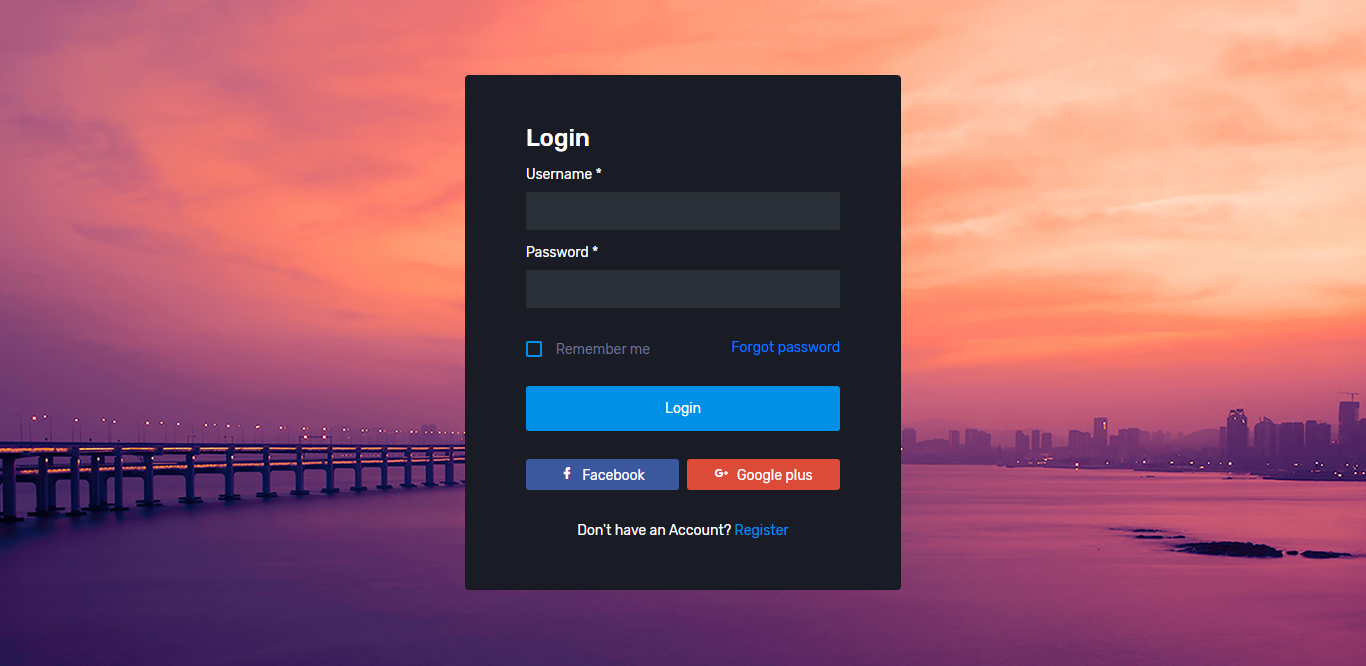 Login
Username *
Password *
Remember me Forgot password
Login
Facebook Google plus
Don't have an Account? Register